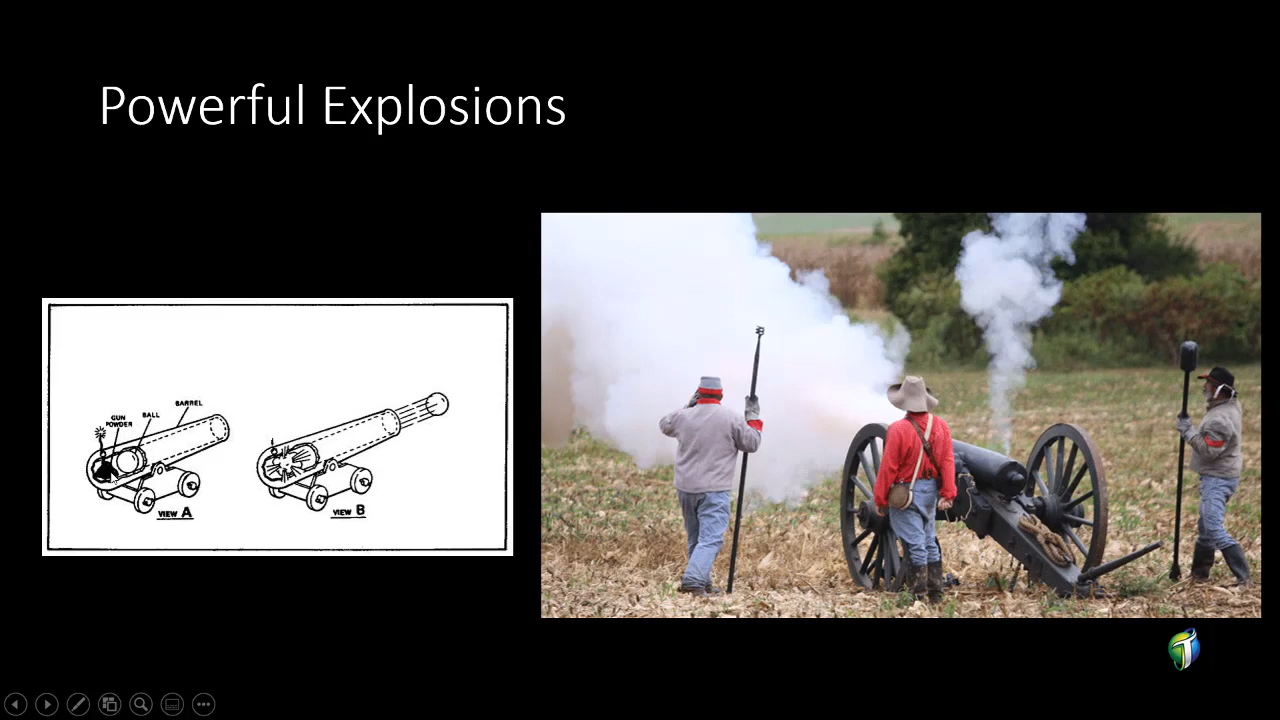 Powerful Explosions
GUN
POWDER
BALL
BARREL
VIEW A
VIEW B